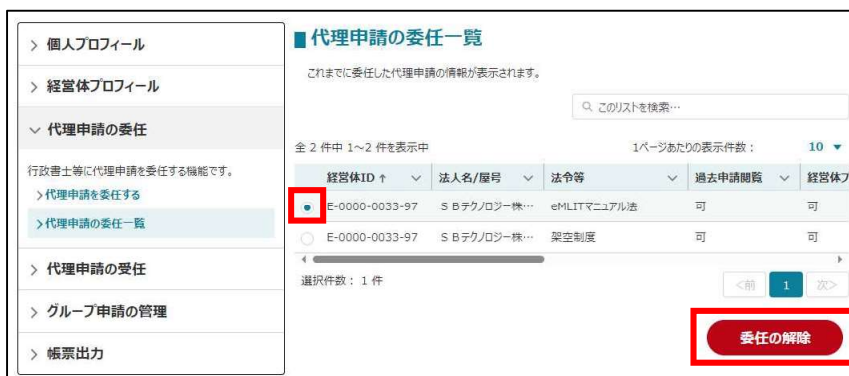 > 個人プロフィール
> 経営体プロフィール
∨ 代理申請の委任
行政書士等に代理申請を委任する機能です。
>代理申請を委任する
>代理申請の委任一覧
> 代理申請の受任
> グループ申請の管理
> 帳票出力
■代理申請の委任一覧
これまでに委任した代理申請の情報が表示されます。
このリストを検索…
全 2 件中 1～2 件を表示中 1ページあたりの表示件数： 10 ▼
経営体ID ↑ 法人名/屋号 法令等 過去申請閲覧 経営体プ
E-0000-0033-97 ＳＢテクノロジー株… eMLITマニュアル法 可 可
E-0000-0033-97 ＳＢテクノロジー株… 架空制度 可 可
選択件数： 1 件
<前 1 次>
委任の解除